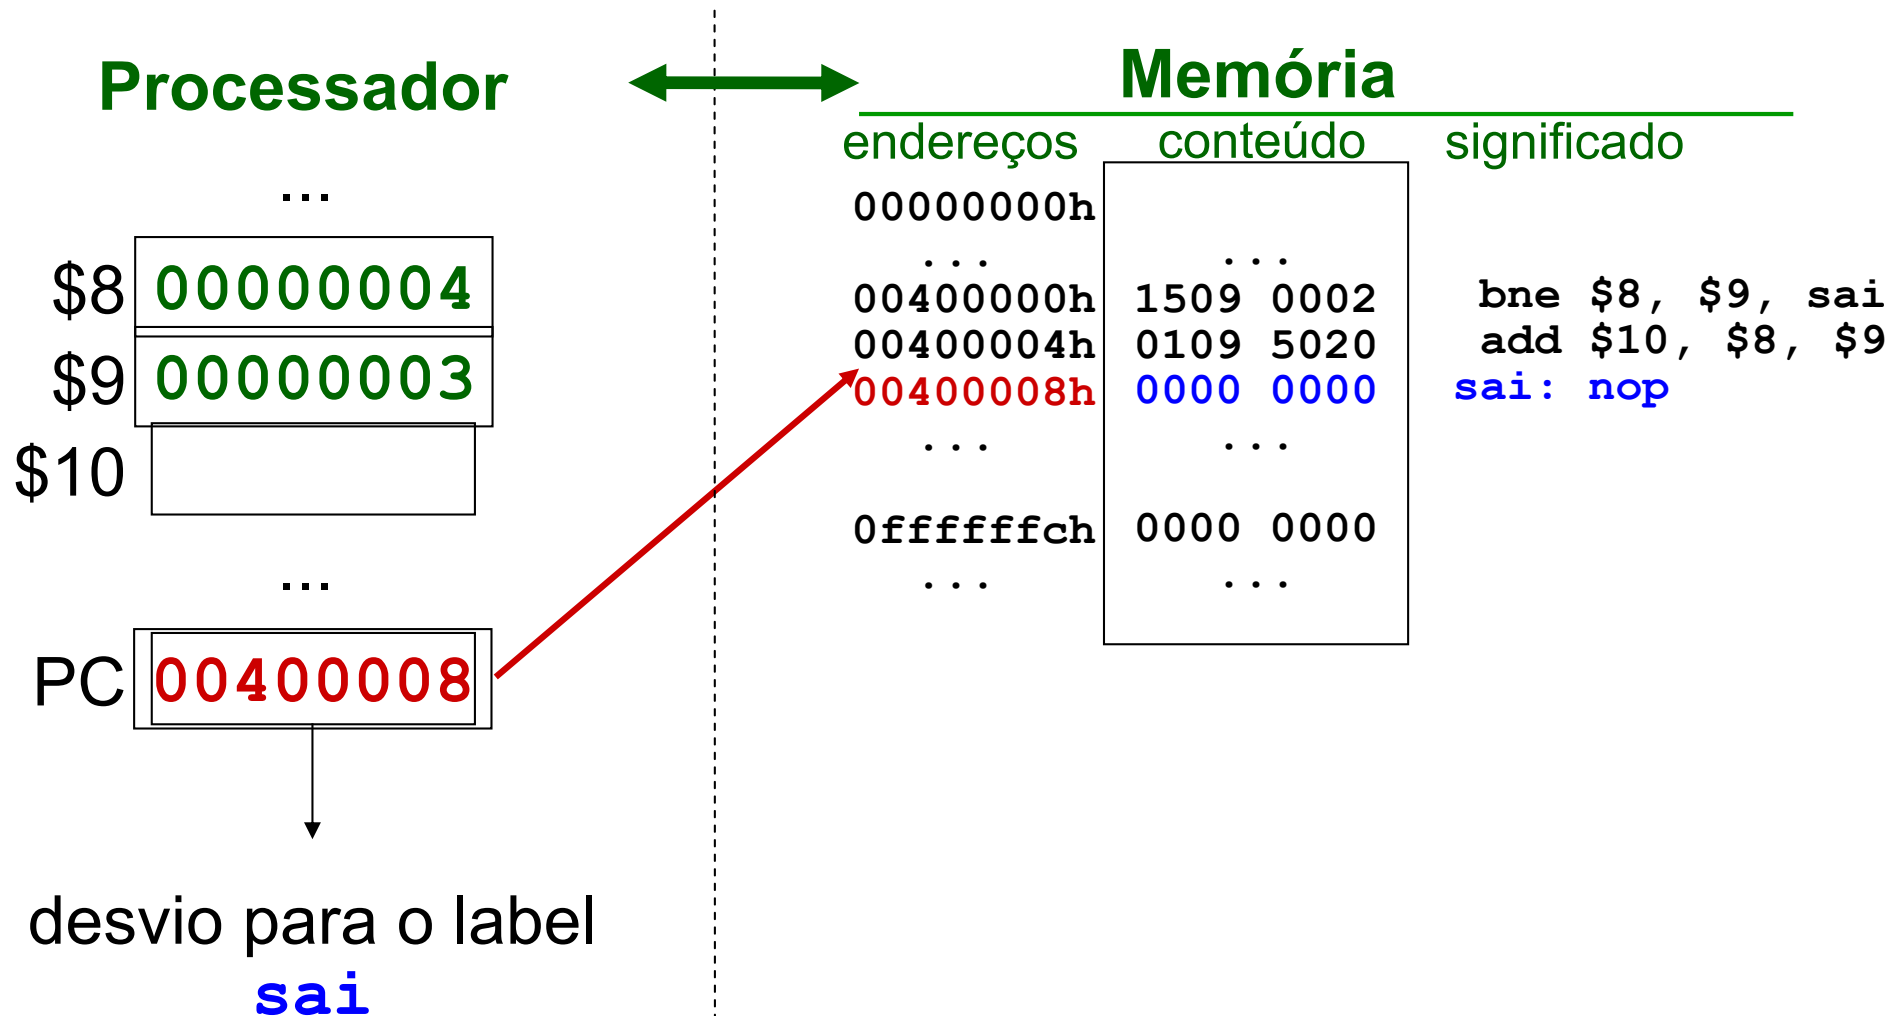 Processador
Memória
endereços conteúdo significado
...
00000000h
... ...
$8 00000004
00400000h 1509 0002 bne $8, $9, sai
00400004h 0109 5020 add $10, $8, $9
$9 00000003
00400008h 0000 0000 sai: nop
... ...
$10
0ffffffch 0000 0000
...
... ...
PC 00400008
desvio para o label
sai